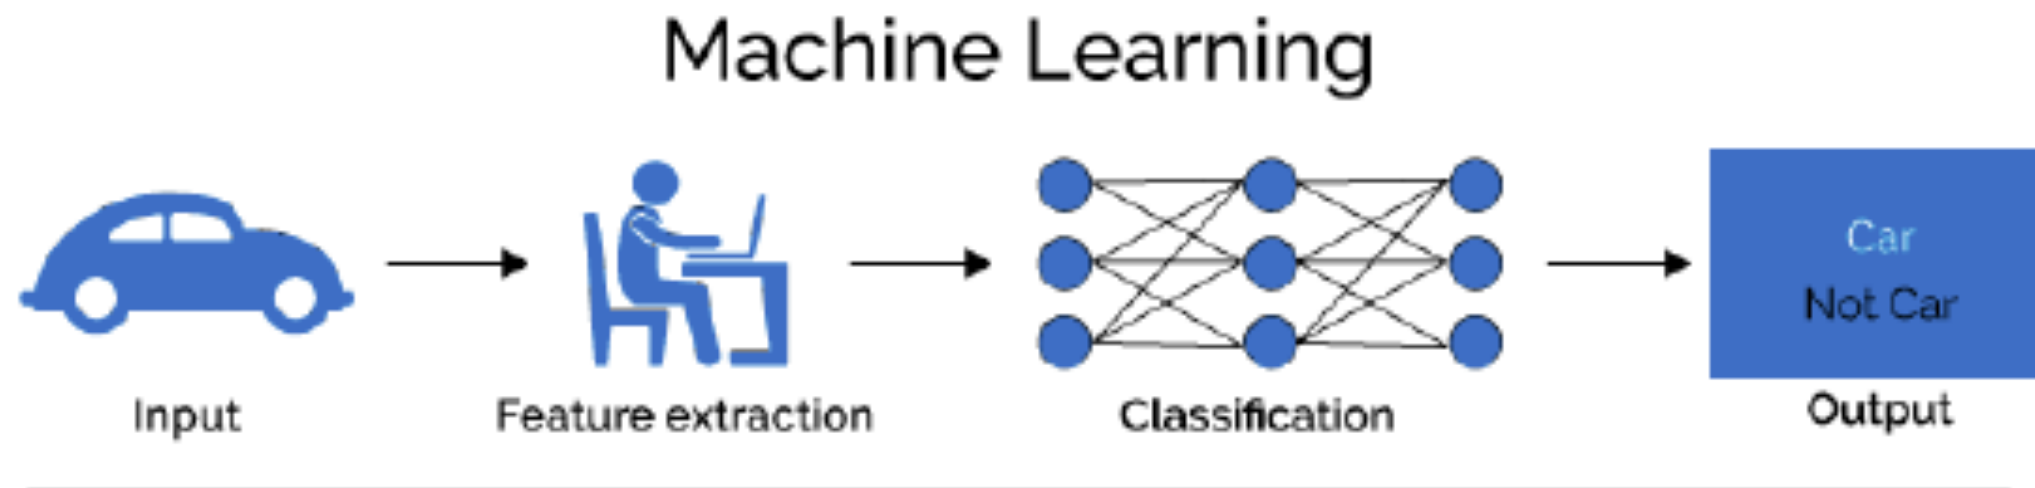 Machine Learning
Car
Not Car
Input
Feature extraction
Classification
Output